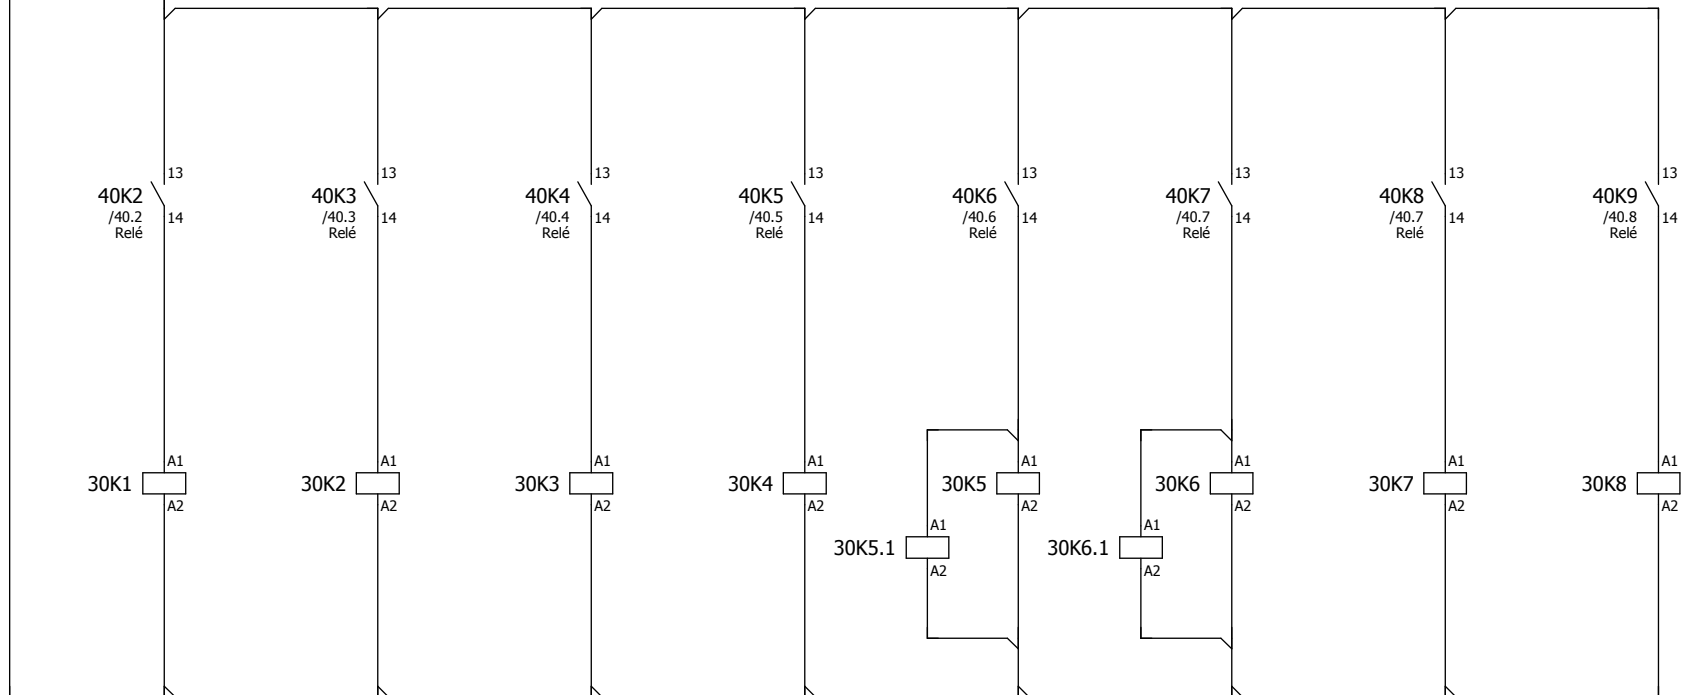 13 13 13 13 13 13 13 13
40K2 40K3 40K4 40K5 40K6 40K7 40K8 40K9
/40.2 14 /40.3 14 /40.4 14 /40.5 14 /40.6 14 /40.7 14 /40.7 14 /40.8 14
Relé Relé Relé Relé Relé Relé Relé Relé
A1 A1 A1 A1 A1 A1 A1 A1
30K1 30K2 30K3 30K4 30K5 30K6 30K7 30K8
A2 A2 A2 A2 A2 A2 A2 A2
A1 A1
30K5.1 30K6.1
A2 A2